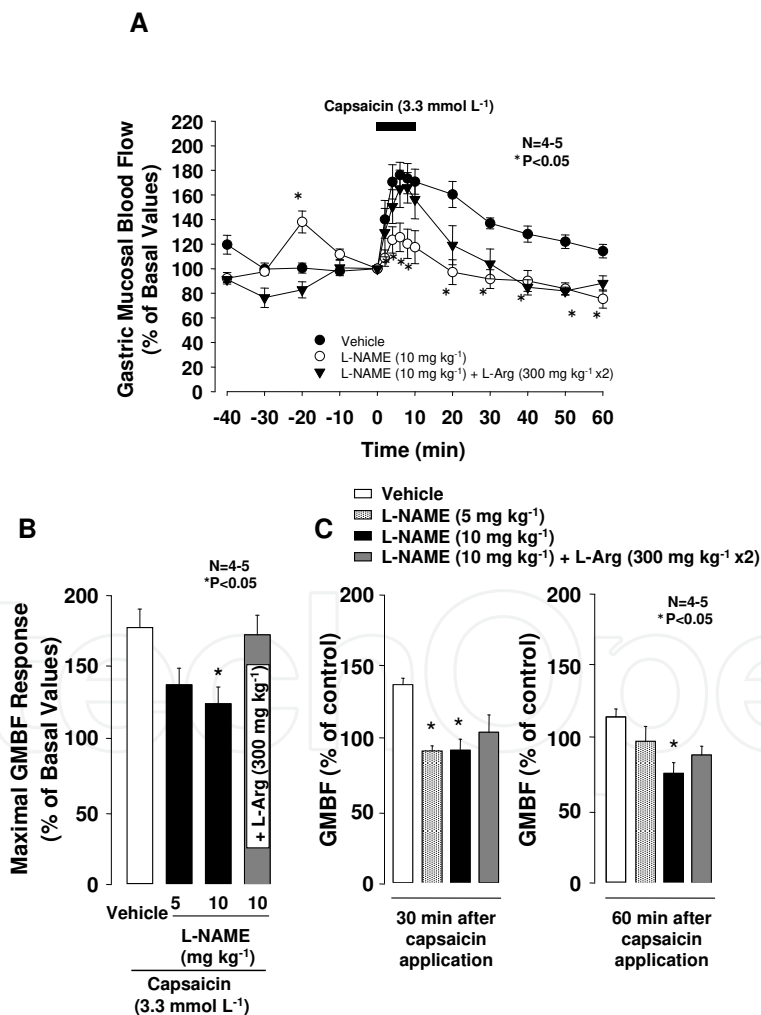 A
Capsaicin (3.3 mmol L-1)
N=4-5
*P<0.05
Gastric Mucosal Blood Flow
(% of Basal Values)
220
200
180
160
140
120
100
80
60
40
20
0
*
* * * *
* * * * *
Vehicle
L-NAME (10 mg kg-1)
L-NAME (10 mg kg-1) + L-Arg (300 mg kg-1 x2)
-40 -30 -20 -10 0 10 20 30 40 50 60
Time (min)
Vehicle
L-NAME (5 mg kg-1)
L-NAME (10 mg kg-1)
L-NAME (10 mg kg-1) + L-Arg (300 mg kg-1 x2)
B
N=4-5
*P<0.05
Maximal GMBF Response
(% of Basal Values)
200
150
100
50
0
*
+ L-Arg (300 mg kg-1)
Vehicle 5 10 10
L-NAME
(mg kg-1)
Capsaicin
(3.3 mmol L-1)
C
GMBF (% of control)
200
150
100
50
0
* *
30 min after
capsaicin
application
N=4-5
*P<0.05
GMBF (% of control)
200
150
100
50
0
*
60 min after
capsaicin
application
techOpe